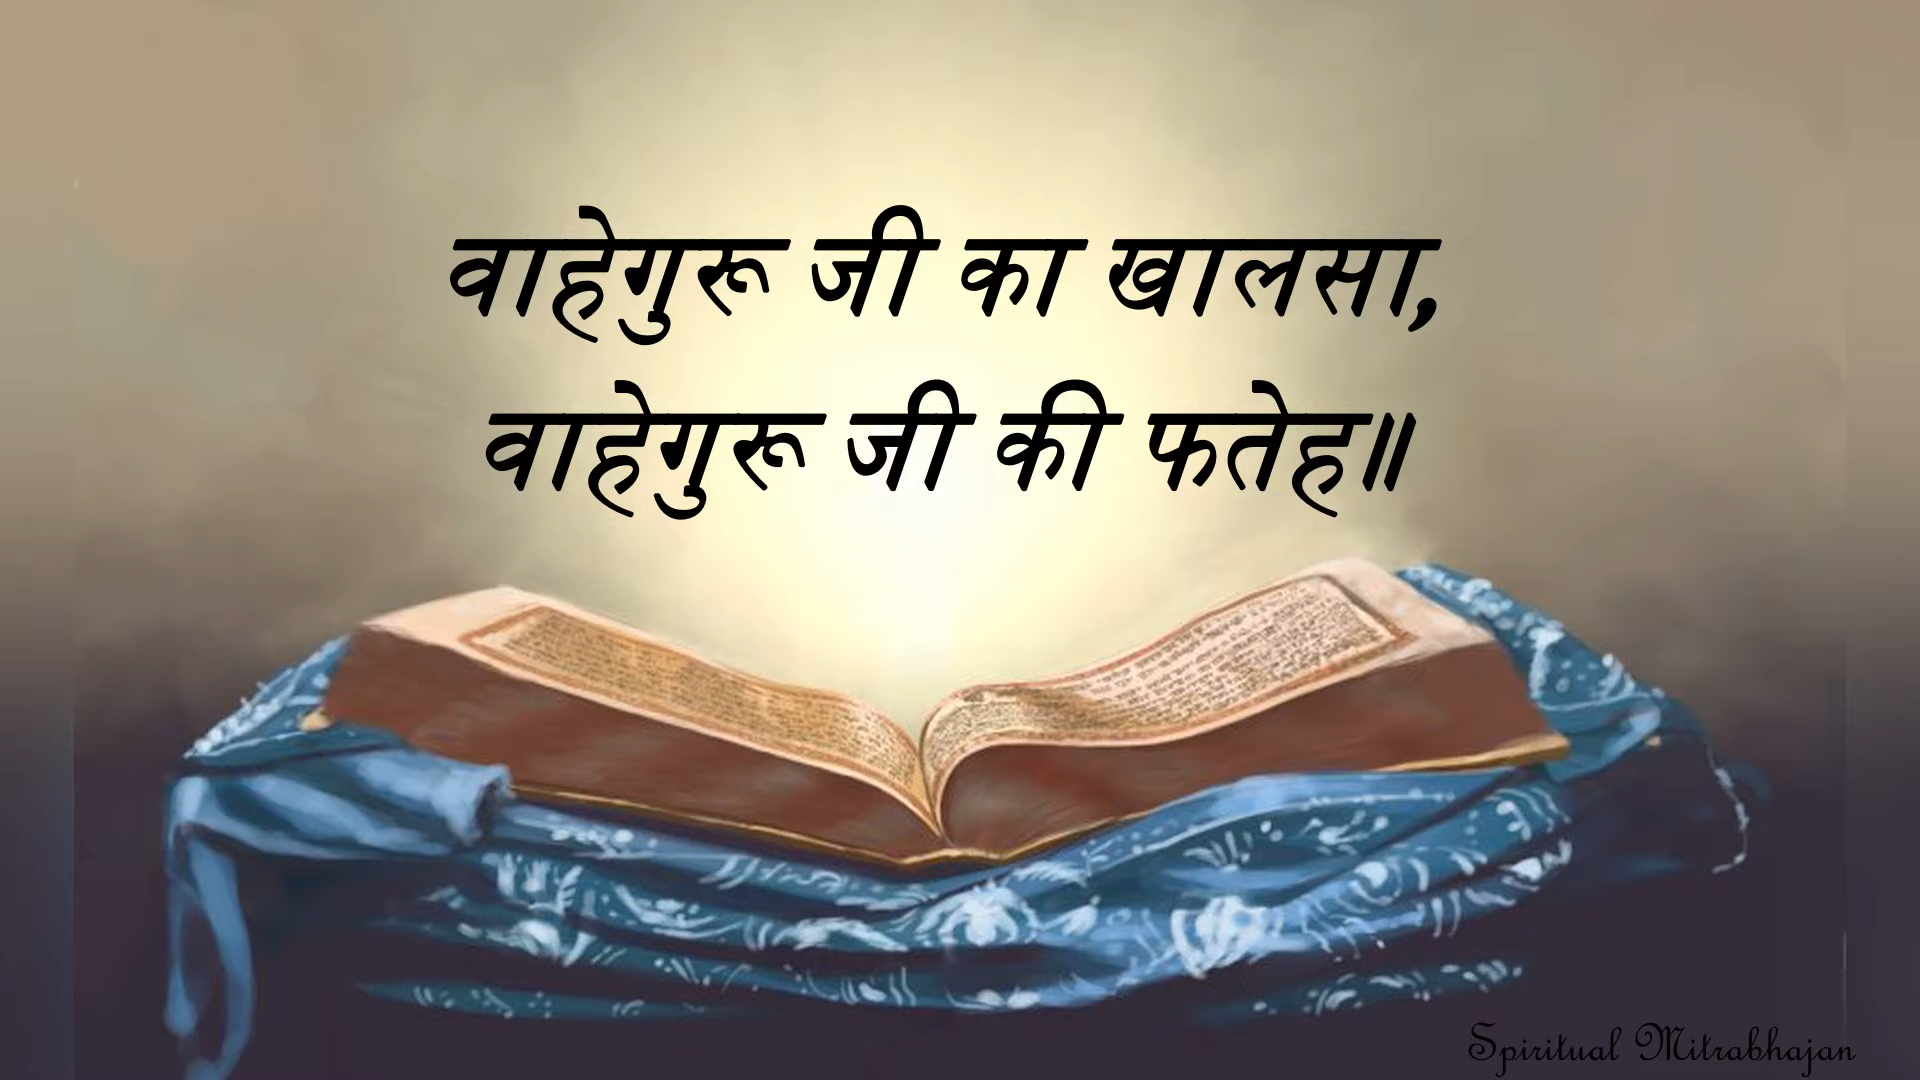 वाहेगुरू जी का खालसा,
वाहेगुरू जी की फतेह॥
Spiritual Mitrabhajan